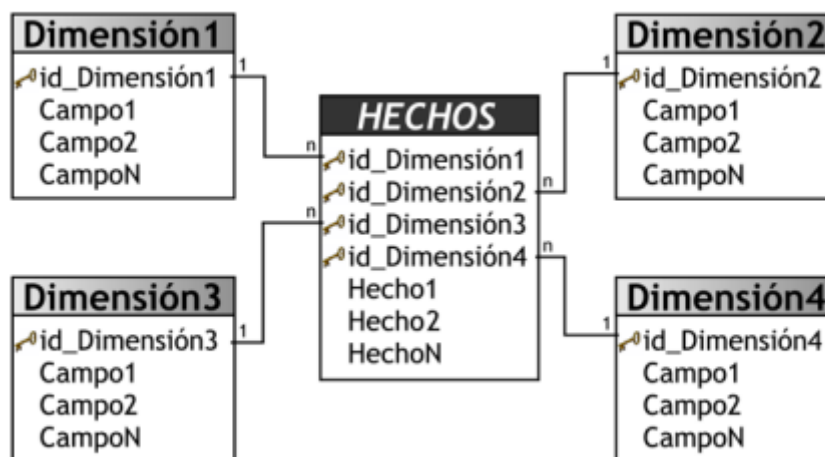 Dimensión1
id_Dimensión1
Campo1
Campo2
CampoN
1
n
HECHOS
id_Dimensión1
id_Dimensión2
id_Dimensión3
id_Dimensión4
Hecho1
Hecho2
HechoN
n
n
n
Dimensión2
1
id_Dimensión2
Campo1
Campo2
CampoN
Dimensión3
id_Dimensión3
1
Campo1
Campo2
CampoN
Dimensión4
1
id_Dimensión4
Campo1
Campo2
CampoN